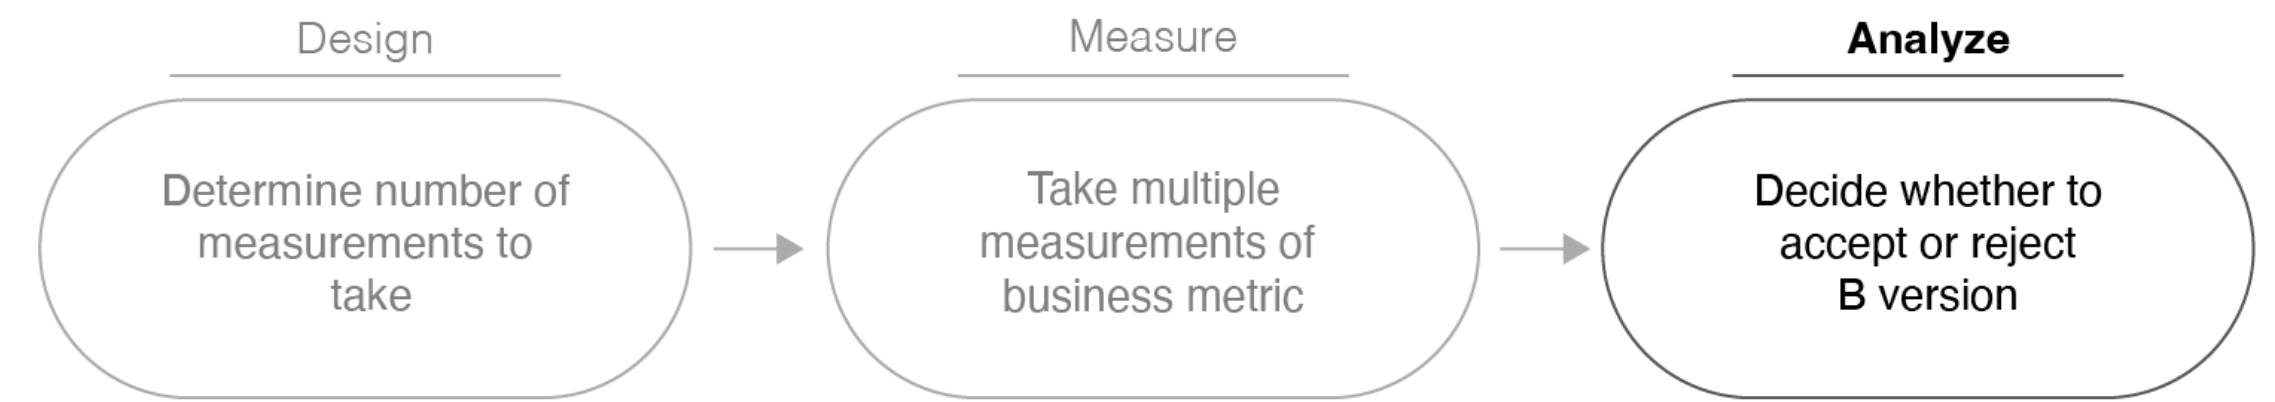 Design
Determine number of
measurements to
take
Measure
Take multiple
measurements of
business metric
Analyze
Decide whether to
accept or reject
B version